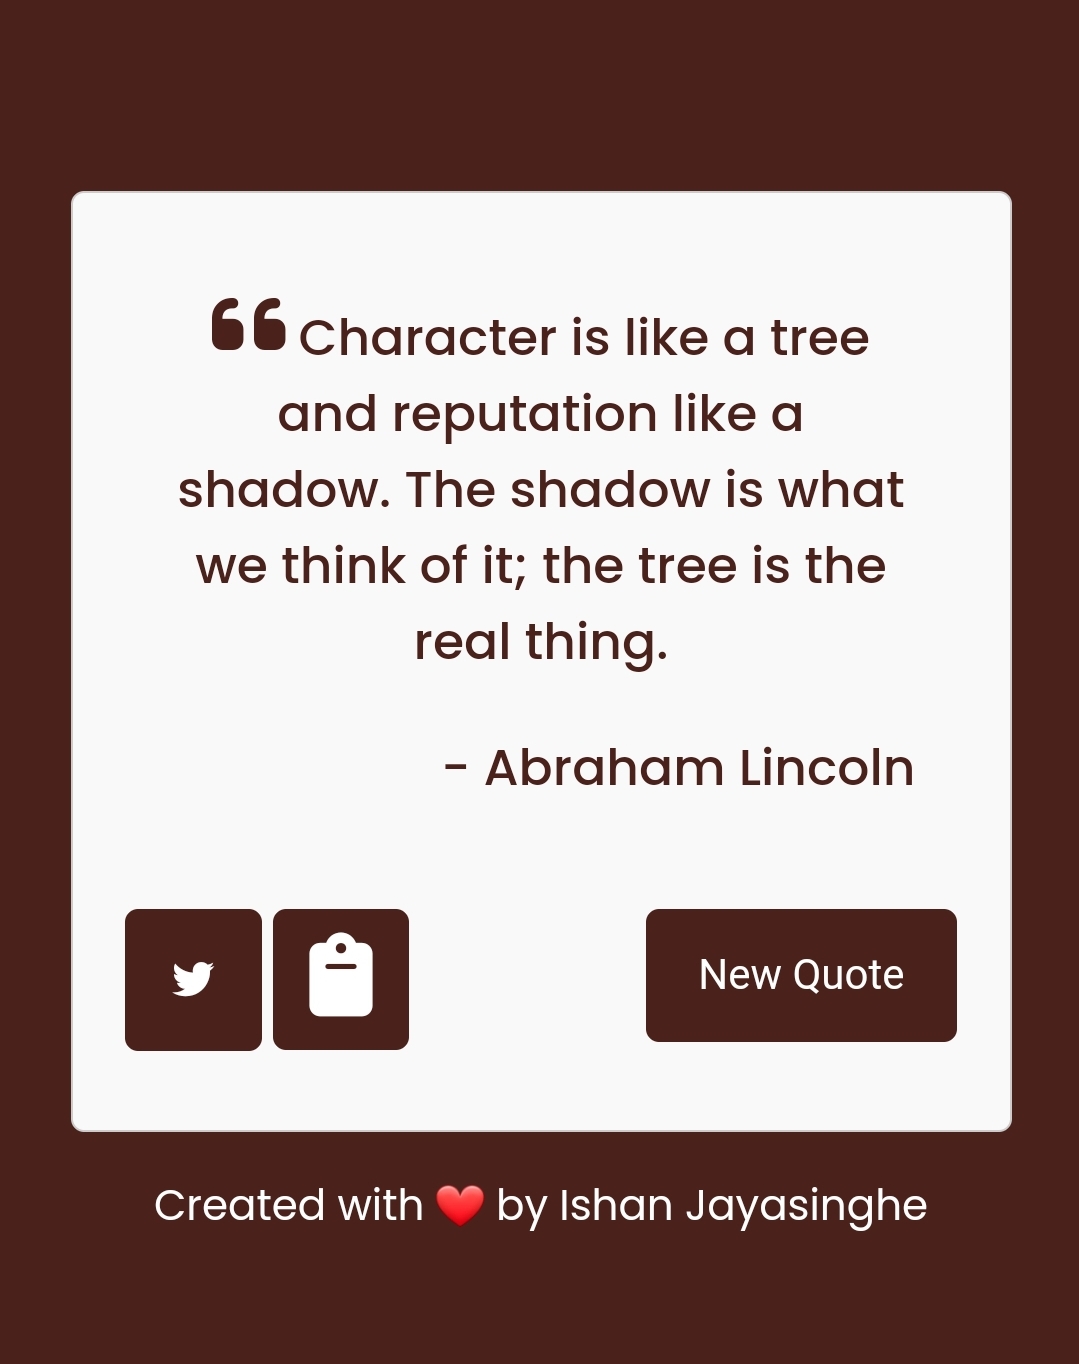 “ Character is like a tree
and reputation like a
shadow. The shadow is what
we think of it; the tree is the
real thing.
- Abraham Lincoln
New Quote
Created with ❤️ by Ishan Jayasinghe